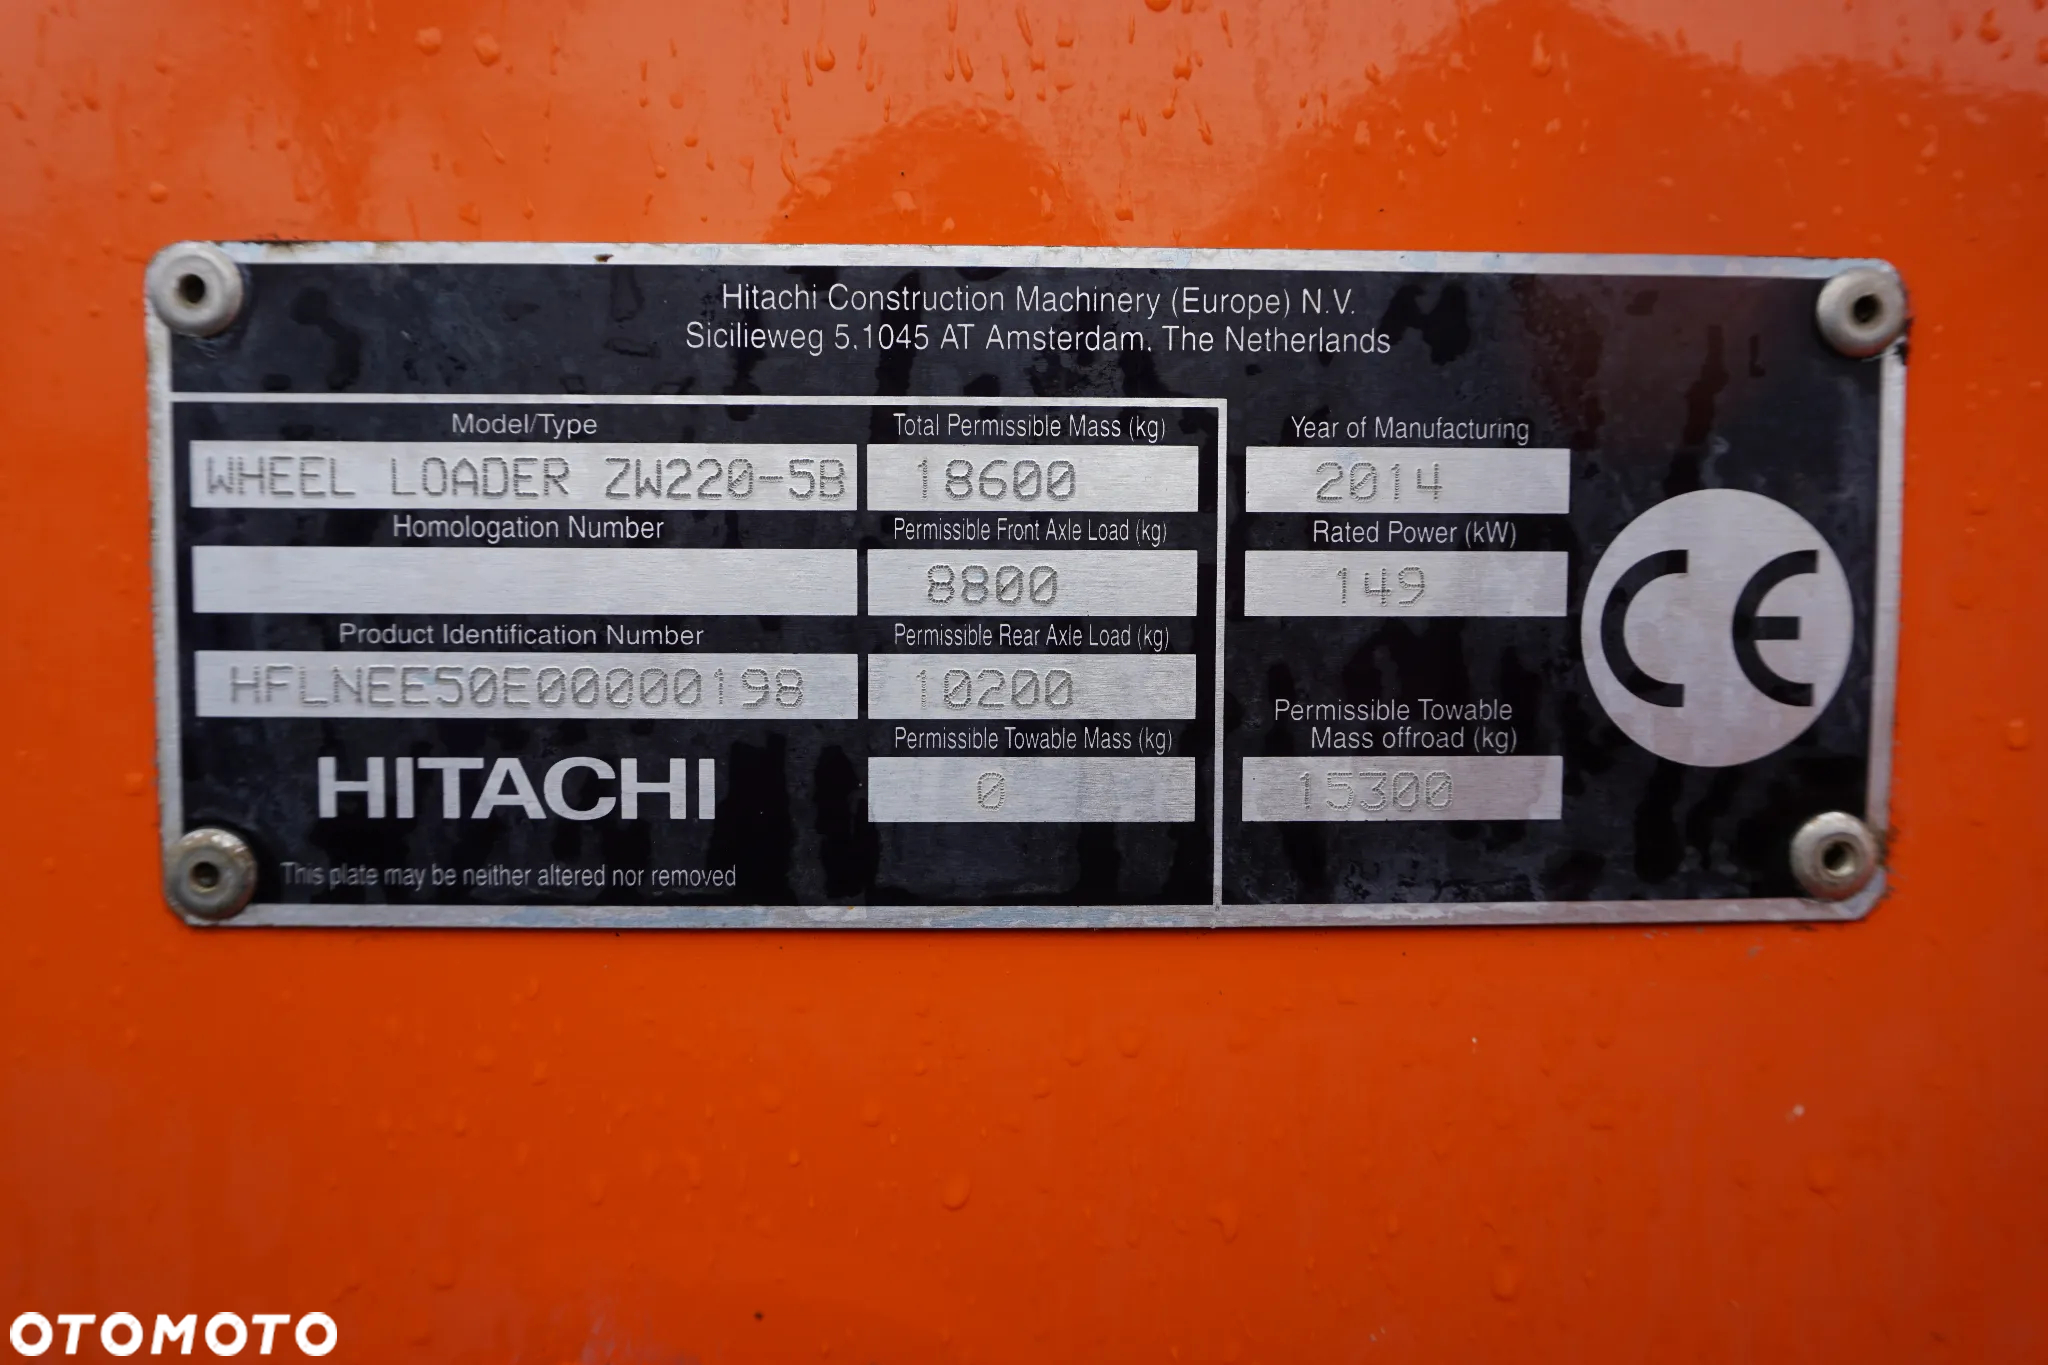 Hitachi Construction Machinery (Europe) N.V.
Sicilieweg 5,1045 AT Amsterdam, The Netherlands
Model/Type
WHEEL LOADER ZW220-5B
Homologation Number
Product Identification Number
HFLNEE50E00000198
HITACHI
This plate may be neither altered nor removed
Total Permissible Mass (kg)
18600
Permissible Front Axle Load (kg)
8800
Permissible Rear Axle Load (kg)
10200
Permissible Towable Mass (kg)
0
Year of Manufacturing
2014
Rated Power (kW)
149
Permissible Towable
Mass offroad (kg)
15300
CE
OTOMOTO